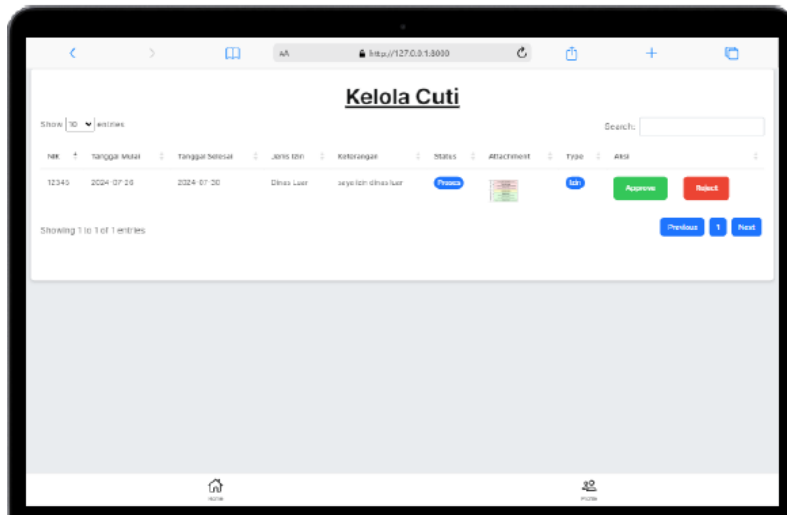 AA http://127.0.0.1:8000
Kelola Cuti
Show 10 entries
Search:
NIK Tanggal Mulai Tanggal Selesai Jenis Izin Keterangan Status Attachment Type Aksi
12345 2024-07-26 2024-07-30 Dinas Luar saya izin dinas luar Proses Izin Approve Reject
Showing 1 to 1 of 1 entries
Previous 1 Next
Home Profile